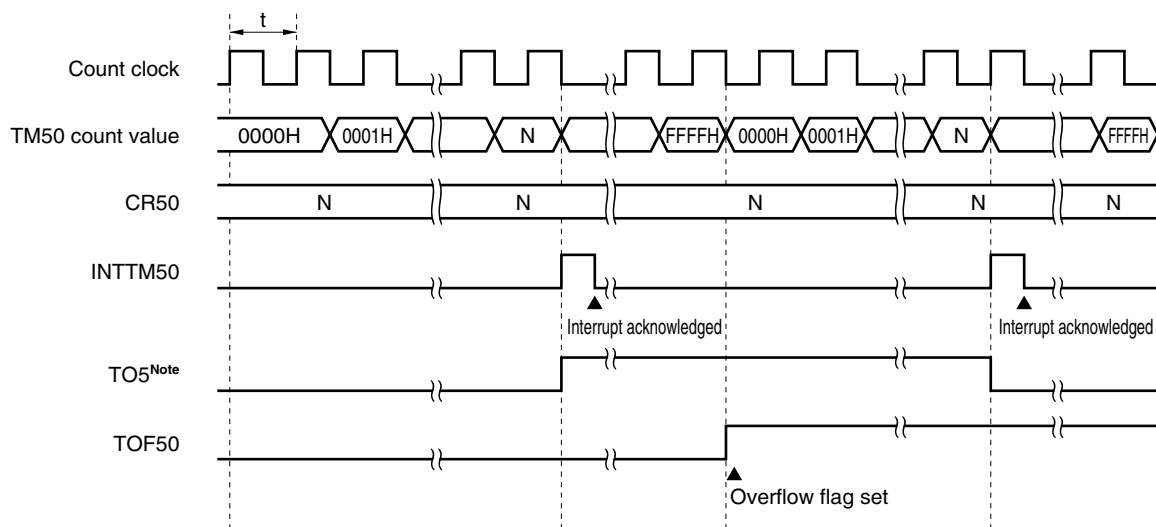 t
Count clock
TM50 count value 0000H 0001H N FFFFH 0000H 0001H N FFFFH
CR50 N N N N N
INTTM50
Interrupt acknowledged Interrupt acknowledged
TO5Note
TOF50
Overflow flag set